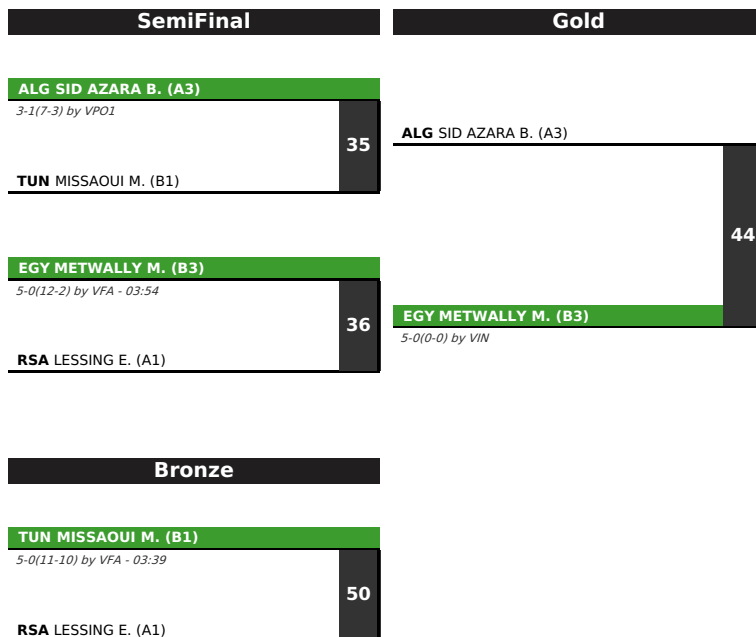 SemiFinal
ALG SID AZARA B. (A3)
3-1(7-3) by VPO1
35
TUN MISSAOUI M. (B1)
EGY METWALLY M. (B3)
5-0(12-2) by VFA - 03:54
36
RSA LESSING E. (A1)
Gold
ALG SID AZARA B. (A3)
44
EGY METWALLY M. (B3)
5-0(0-0) by VIN
Bronze
TUN MISSAOUI M. (B1)
5-0(11-10) by VFA - 03:39
50
RSA LESSING E. (A1)